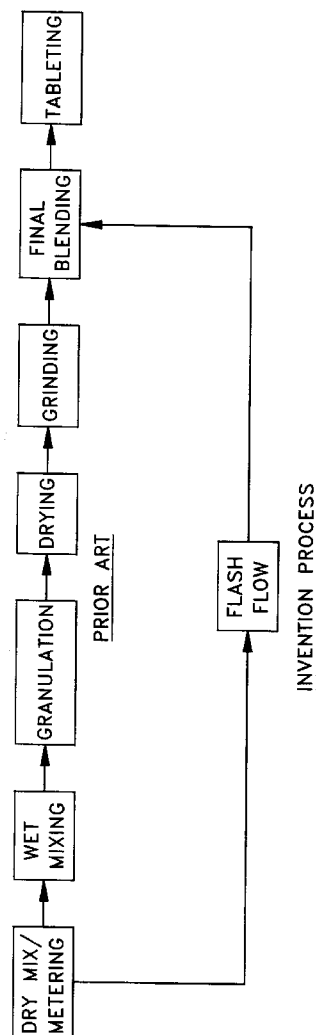 DRY MIX/
METERING
WET
MIXING
GRANULATION
DRYING
GRINDING
FINAL
BLENDING
TABLETING
PRIOR ART
FLASH
FLOW
INVENTION PROCESS